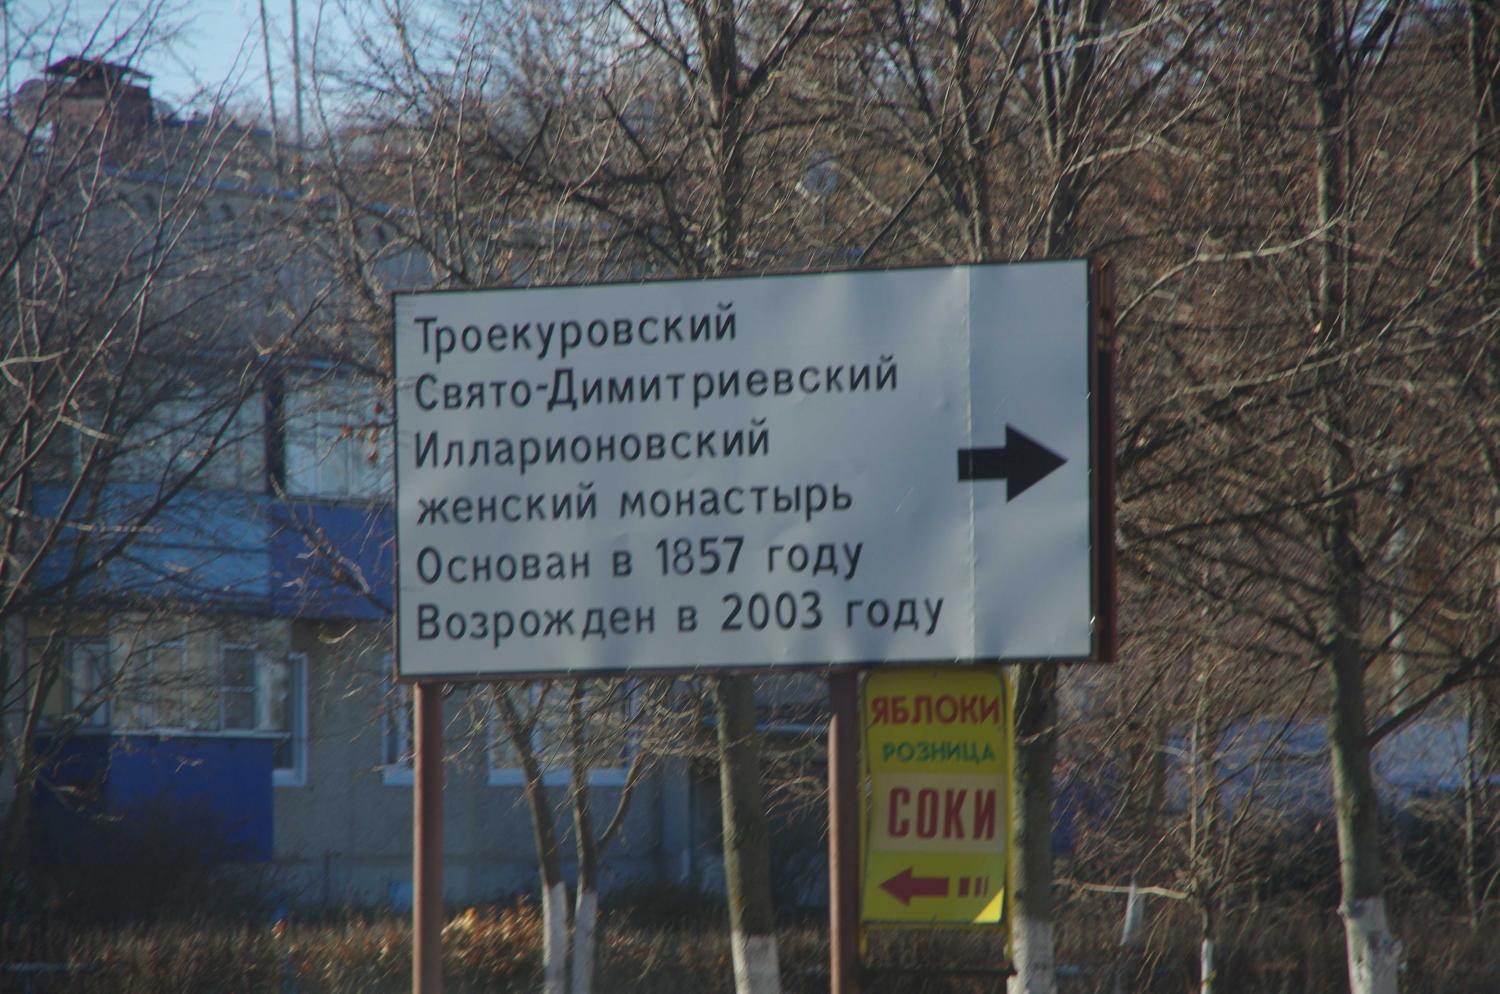 Троекуровский
Свято-Димитриевский
Илларионовский
женский монастырь
Основан в 1857 году
Возрожден в 2003 году
ЯБЛОКИ
РОЗНИЦА
СОКИ